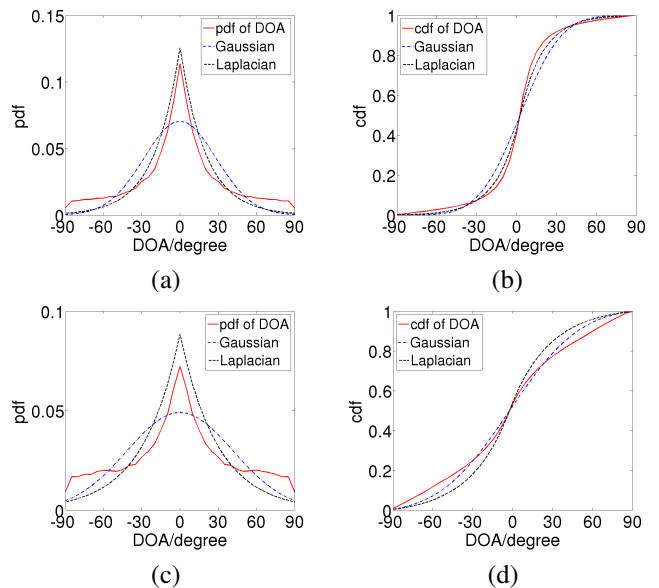 0.15
0.1
0.05
0
pdf
pdf of DOA
Gaussian
Laplacian
-90 -60 -30 0 30 60 90
DOA/degree
(a)
1
0.8
0.6
0.4
0.2
0
cdf
cdf of DOA
Gaussian
Laplacian
-90 -60 -30 0 30 60 90
DOA/degree
(b)
0.1
0.05
0
pdf
pdf of DOA
Gaussian
Laplacian
-90 -60 -30 0 30 60 90
DOA/degree
(c)
1
0.8
0.6
0.4
0.2
0
cdf
cdf of DOA
Gaussian
Laplacian
-90 -60 -30 0 30 60 90
DOA/degree
(d)